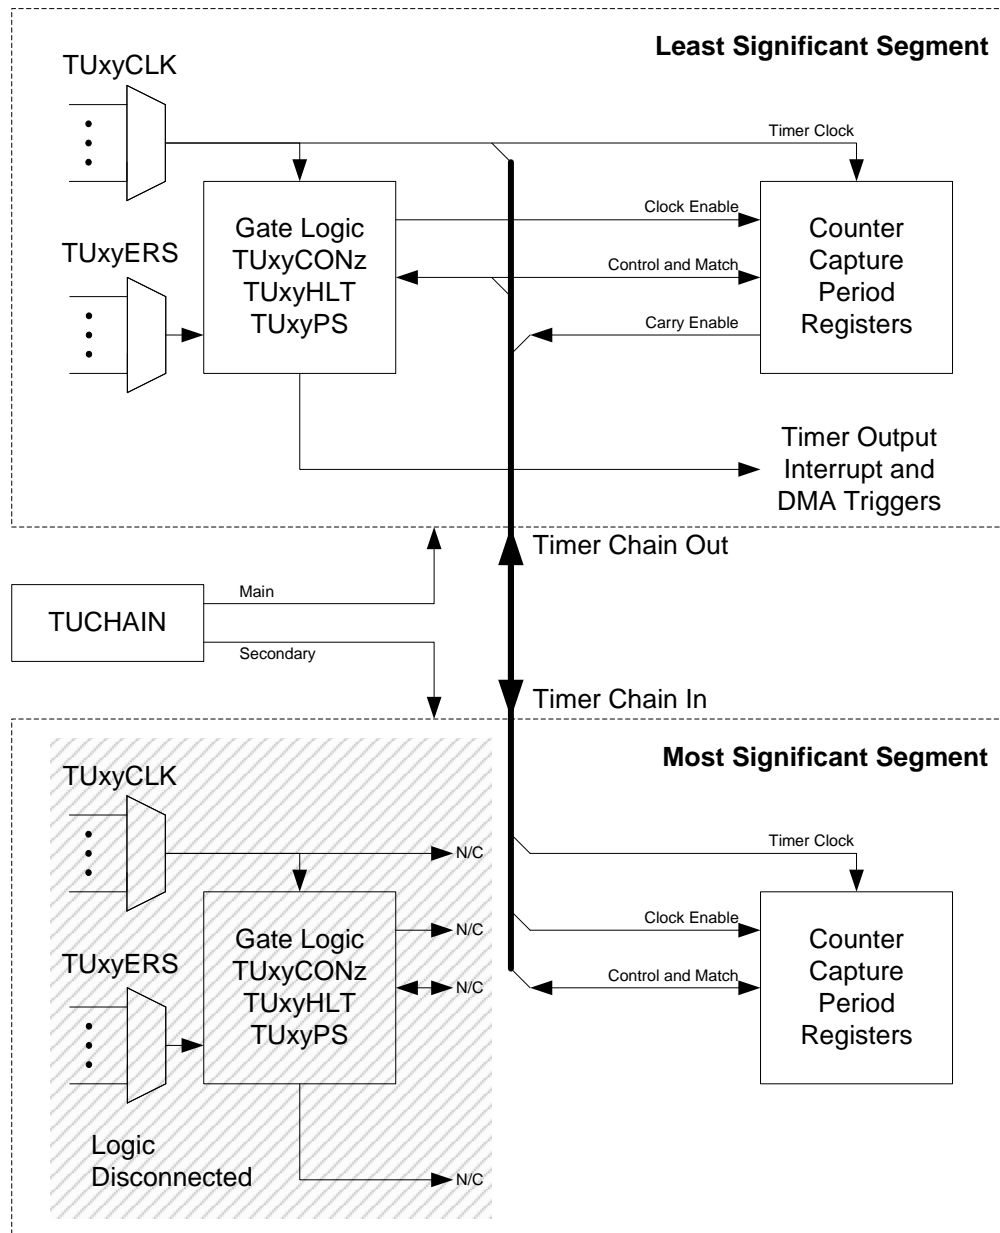 Least Significant Segment
TUxyCLK
Timer Clock
Gate Logic
TUxyCONz
TUxyHLT
TUxyPS
Clock Enable
Control and Match
Carry Enable
Counter
Capture
Period
Registers
TUxyERS
Timer Output
Interrupt and
DMA Triggers
Timer Chain Out
TUCHAIN
Main
Secondary
Timer Chain In
Most Significant Segment
TUxyCLK
N/C
Timer Clock
Gate Logic
TUxyCONz
TUxyHLT
TUxyPS
N/C
N/C
Clock Enable
Control and Match
Counter
Capture
Period
Registers
TUxyERS
Logic
Disconnected
N/C